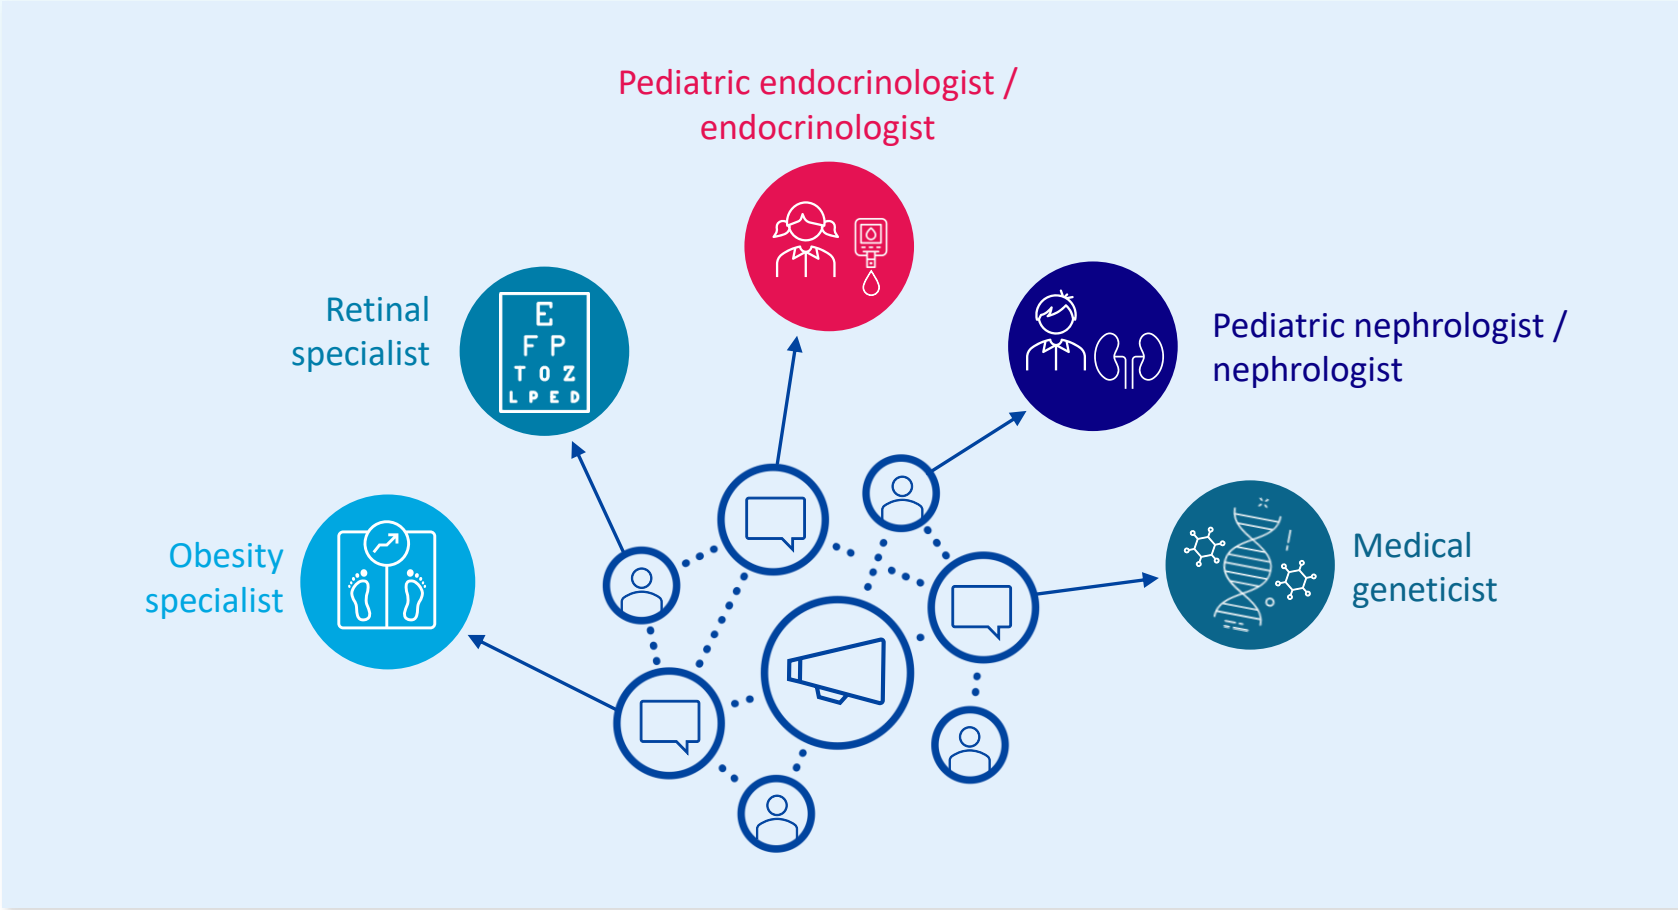 Pediatric endocrinologist /
endocrinologist
Retinal
specialist
E
F P
T O Z
L P E D
Pediatric nephrologist /
nephrologist
Obesity
specialist
Medical
geneticist